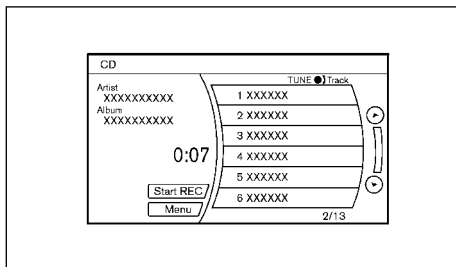 CD
Artist
XXXXXXXXXX
Album
XXXXXXXXXX
0:07
Start REC
Menu
TUNE Track
1 XXXXXX
2 XXXXXX
3 XXXXXX
4 XXXXXX
5 XXXXXX
6 XXXXXX
2/13